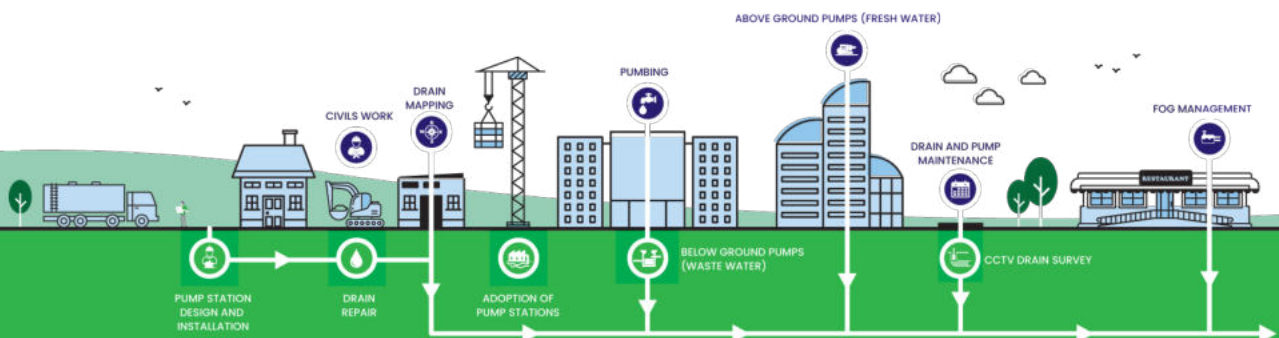 ABOVE GROUND PUMPS (FRESH WATER)
PUMBING
DRAIN
MAPPING
CIVILS WORK
FOG MANAGEMENT
DRAIN AND PUMP
MAINTENANCE
RESTAURANT
BELOW GROUND PUMPS
(WASTE WATER)
CCTV DRAIN SURVEY
PUMP STATION
DESIGN AND
INSTALLATION
DRAIN
REPAIR
ADOPTION OF
PUMP STATIONS